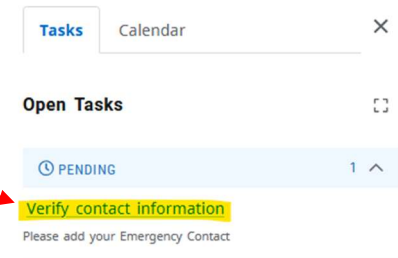 Tasks Calendar
Open Tasks
PENDING 1
Verify contact information
Please add your Emergency Contact